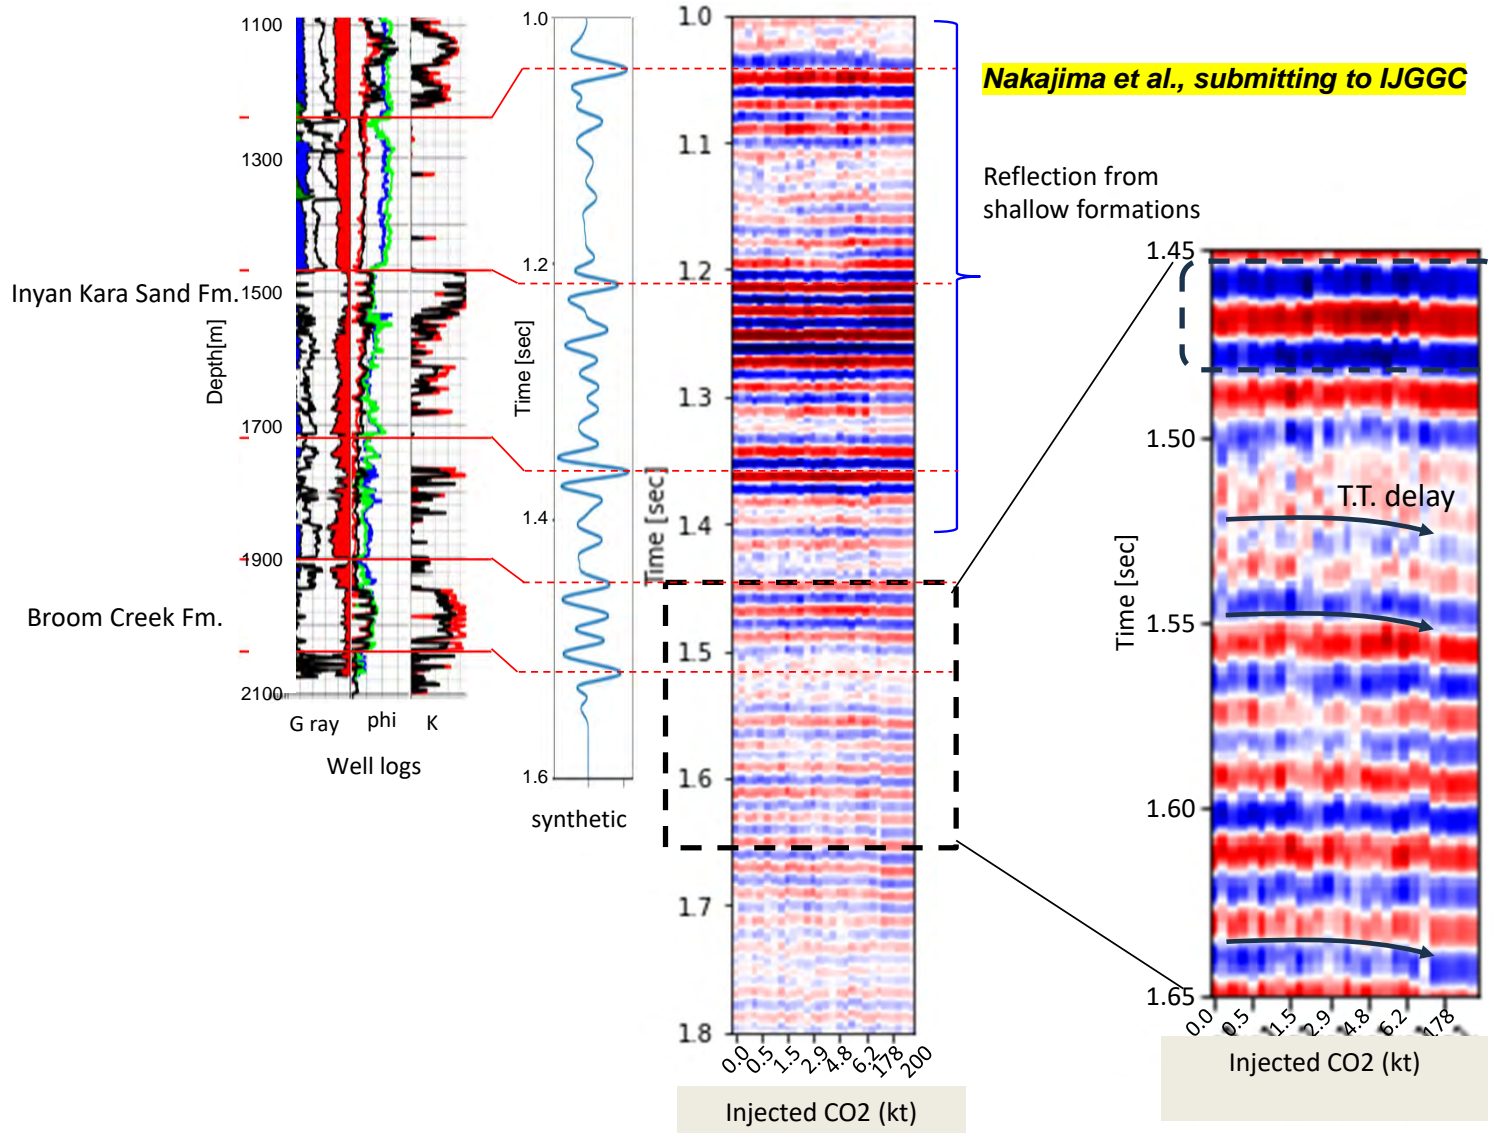 Nakajima et al., submitting to IJGGC
Reflection from
shallow formations
Inyan Kara Sand Fm.
Broom Creek Fm.
Depth[m]
1100
1300
1500
1700
1900
2100
G ray
phi
K
Well logs
Time [sec]
1.0
1.2
1.4
1.6
synthetic
Time [sec]
1.0
1.1
1.2
1.3
1.4
1.5
1.6
1.7
1.8
0.0
0.5
1.5
2.9
4.8
6.2
178
200
Injected CO2 (kt)
T.T. delay
Time [sec]
1.45
1.50
1.55
1.60
1.65
0.0
0.5
1.5
2.9
4.8
6.2
178
Injected CO2 (kt)